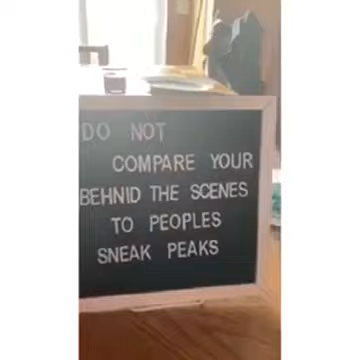 DO NOT
COMPARE YOUR
BEHNID THE SCENES
TO PEOPLES
SNEAK PEAKS